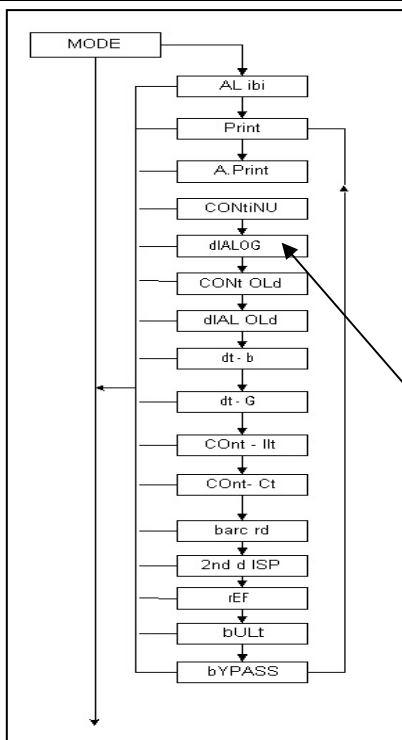 MODE
AL ibi
Print
A.Print
CONtiNU
dIALOG
CONt OLd
dIAL OLd
dt - b
dt - G
COnt - IIt
COnt- Ct
barc rd
2nd d ISP
rEF
bULt
bYPASS